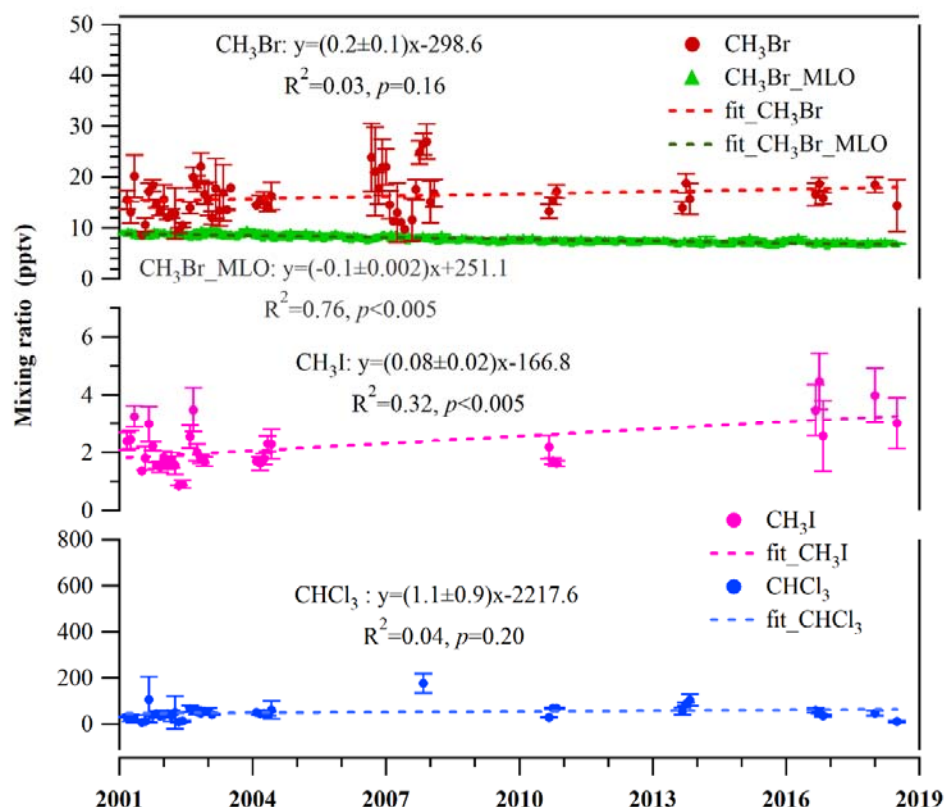 Mixing ratio (pptv)
50
40
30
20
10
0
CH₃Br: y=(0.2±0.1)x-298.6
R²=0.03, p=0.16
CH₃Br
CH₃Br_MLO
fit_CH₃Br
fit_CH₃Br_MLO
CH₃Br_MLO: y=(-0.1±0.002)x+251.1
R²=0.76, p<0.005
6
4
2
0
CH₃I: y=(0.08±0.02)x-166.8
R²=0.32, p<0.005
CH₃I
fit_CH₃I
CHCl₃
fit_CHCl₃
800
600
400
200
0
CHCl₃ : y=(1.1±0.9)x-2217.6
R²=0.04, p=0.20
2001 2004 2007 2010 2013 2016 2019